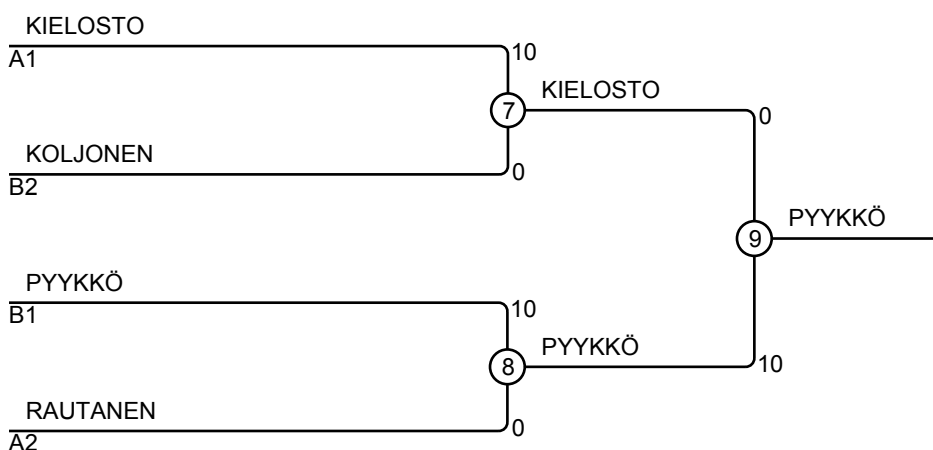 KIELOSTO
A1
10
7
KIELOSTO
0
KOLJONEN
B2
0
9
PYYKKÖ
PYYKKÖ
B1
10
8
PYYKKÖ
10
RAUTANEN
A2
0